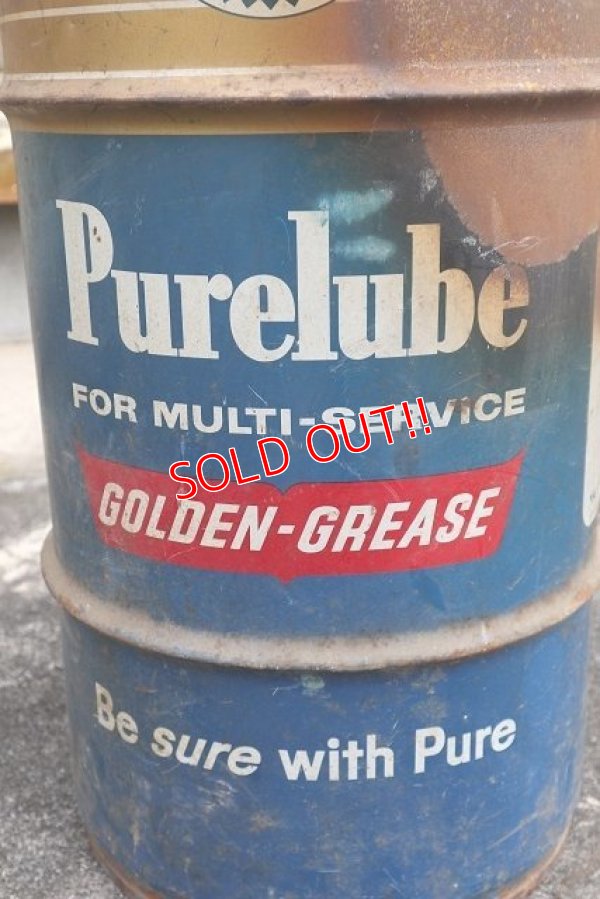 Purelube
FOR MULTI-SERVICE
SOLD OUT!!
GOLDEN-GREASE
Be sure with Pure